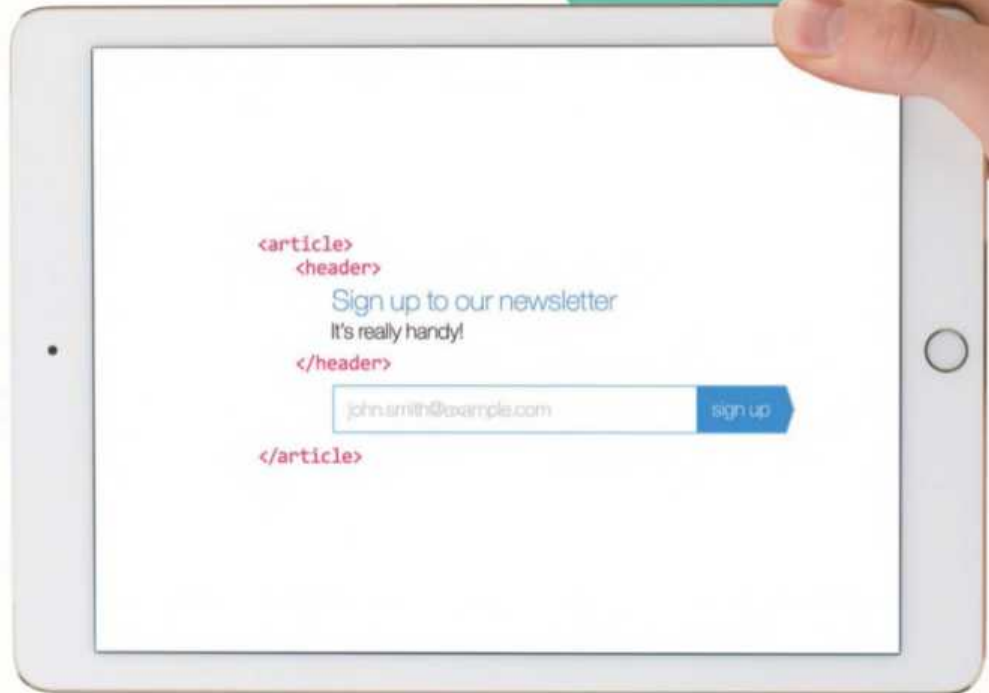 <article>
<header>
Sign up to our newsletter
It's really handy!
</header>
john.smith@example.com
sign up
</article>